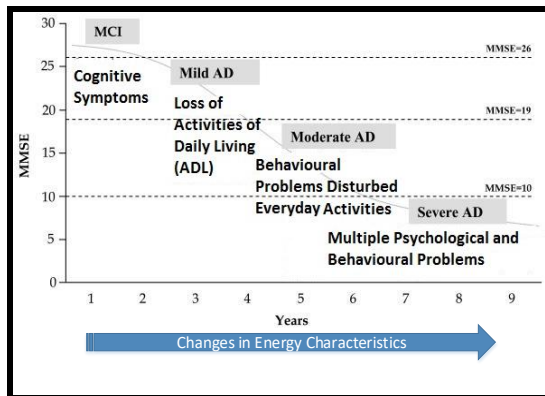 30
MCI
MMSE=26
25
Mild AD
Cognitive
Symptoms
Loss of
Activities of
Daily Living
(ADL)
20
MMSE=19
Moderate AD
15
Behavioural
Problems Disturbed
Everyday Activities
MMSE=10
10
Severe AD
Multiple Psychological and
Behavioural Problems
5
0
MMSE
1 2 3 4 5 6 7 8 9
Years
Changes in Energy Characteristics